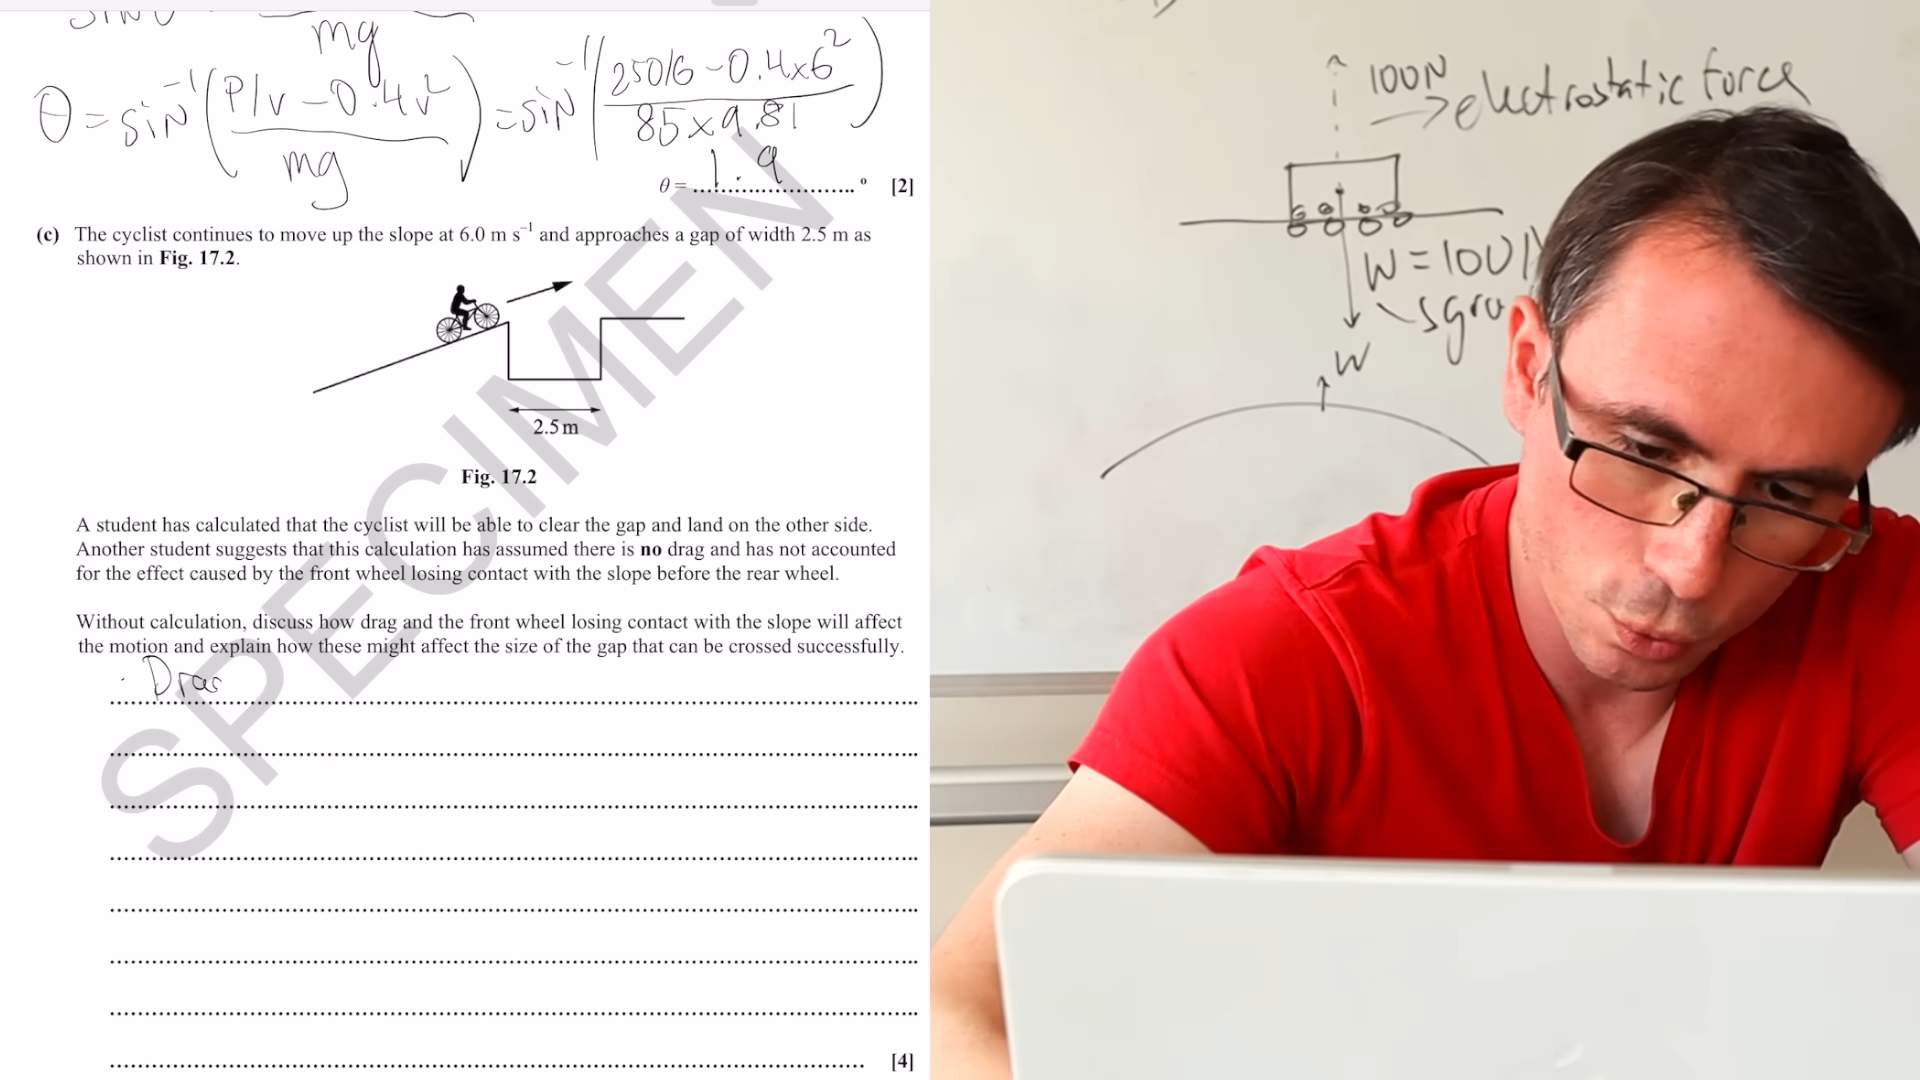 mg
θ = sin⁻¹(P/v - 0.4v² / mg) = sin⁻¹(250/6 - 0.4x6² / 85x9.81)
θ = 1.9 ° [2]
(c) The cyclist continues to move up the slope at 6.0 m s⁻¹ and approaches a gap of width 2.5 m as
shown in Fig. 17.2.
2.5 m
Fig. 17.2
A student has calculated that the cyclist will be able to clear the gap and land on the other side.
Another student suggests that this calculation has assumed there is no drag and has not accounted
for the effect caused by the front wheel losing contact with the slope before the rear wheel.
Without calculation, discuss how drag and the front wheel losing contact with the slope will affect
the motion and explain how these might affect the size of the gap that can be crossed successfully.
· Drag
[4]
SPECIMEN
100N
→ electrostatic force
W = 100N
W